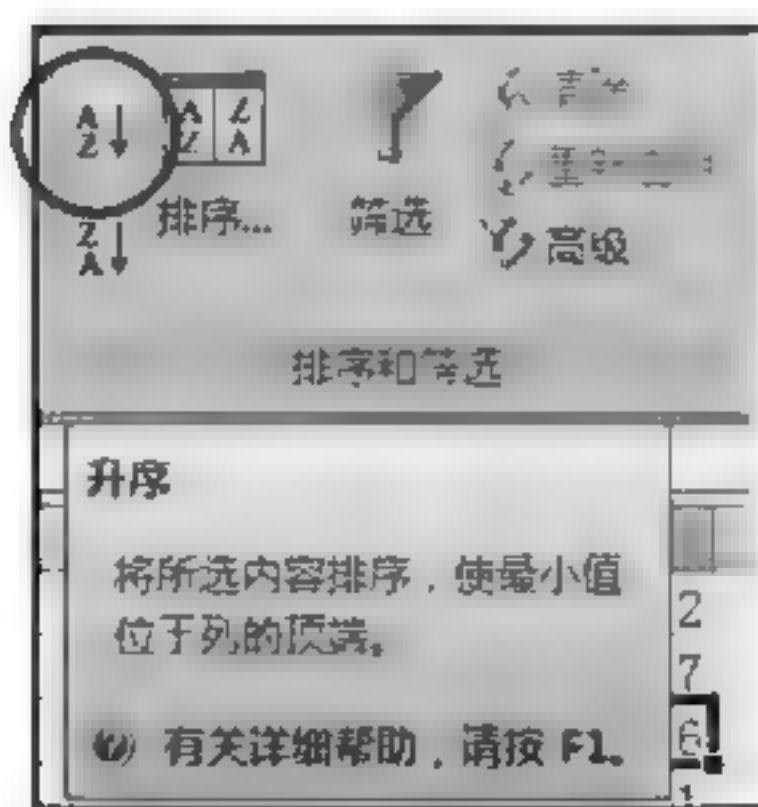 A
Z
A Z
Z A
Z
A
排序...
筛选
高级
排序和筛选
升序
将所选内容排序，使最小值
位于列的顶端。
有关详细帮助，请按 F1。
2
7
6
1